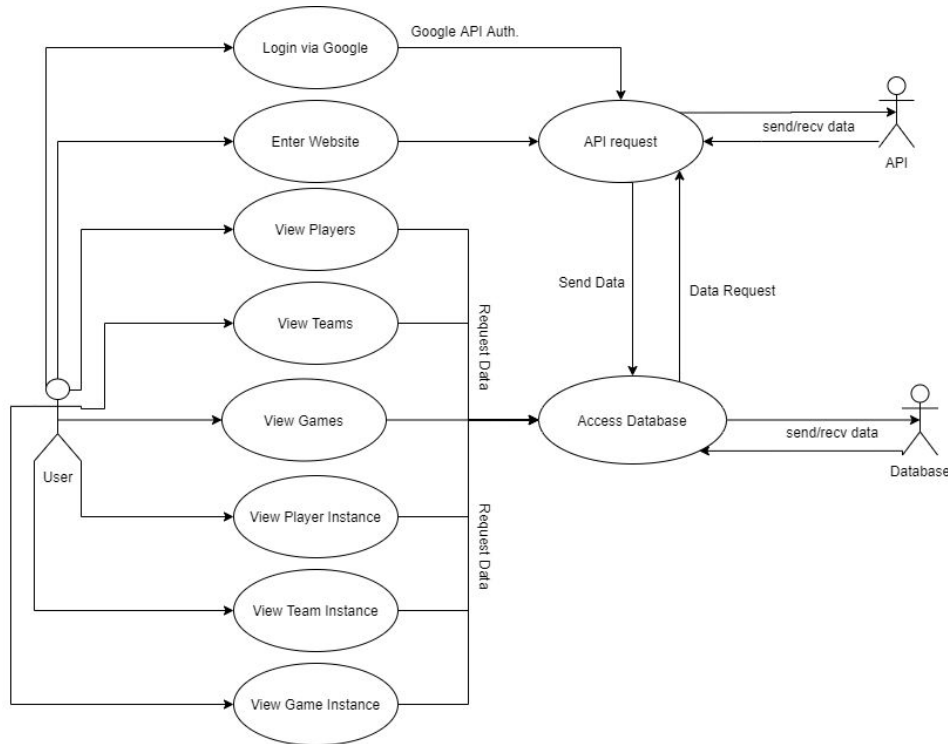 Login via Google
Google API Auth.
Enter Website
API request
send/recv data
API
View Players
Send Data
Data Request
View Teams
Request Data
View Games
Access Database
send/recv data
User
Database
View Player Instance
Request Data
View Team Instance
View Game Instance